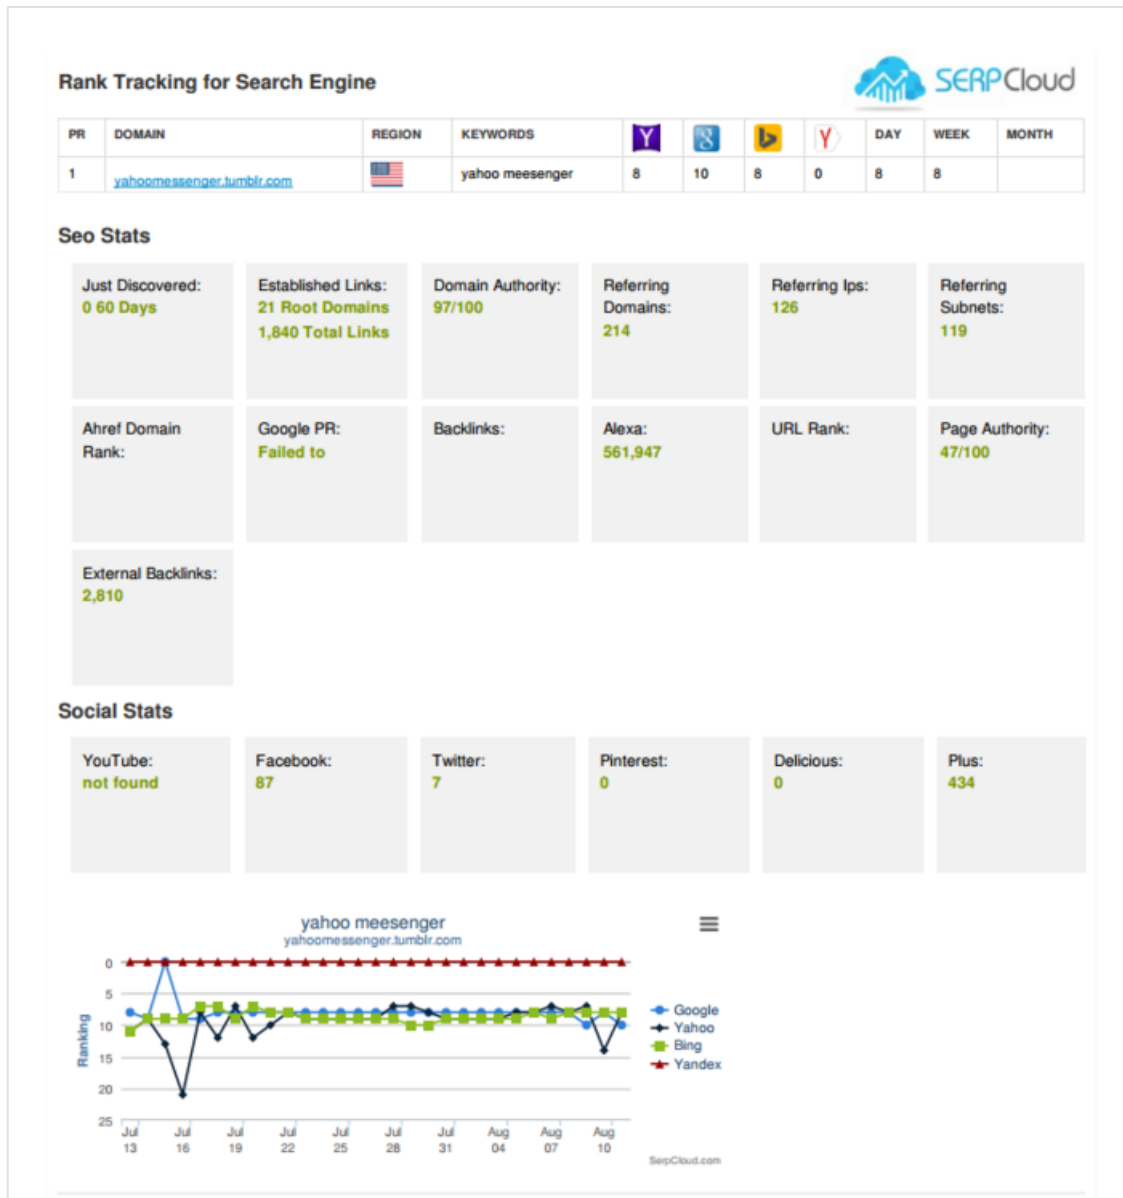 Rank Tracking for Search Engine
SERPCloud
PR DOMAIN REGION KEYWORDS Y 8 b Y DAY WEEK MONTH
1 yahoomessenger.tumblr.com yahoo meesenger 8 10 8 0 8 8
Seo Stats
Just Discovered: Established Links: Domain Authority: Referring Domains: Referring Ips: Referring Subnets:
0 60 Days 21 Root Domains 97/100 214 126 119
1,840 Total Links
Ahref Domain Rank: Google PR: Backlinks: Alexa: URL Rank: Page Authority:
Failed to 561,947 47/100
External Backlinks:
2,810
Social Stats
YouTube: Facebook: Twitter: Pinterest: Delicious: Plus:
not found 87 7 0 0 434
yahoo meesenger
yahoomessenger.tumblr.com
Ranking
0
5
10
15
20
25
Jul 13 Jul 16 Jul 19 Jul 22 Jul 25 Jul 28 Jul 31 Aug 04 Aug 07 Aug 10
Google
Yahoo
Bing
Yandex
SerpCloud.com